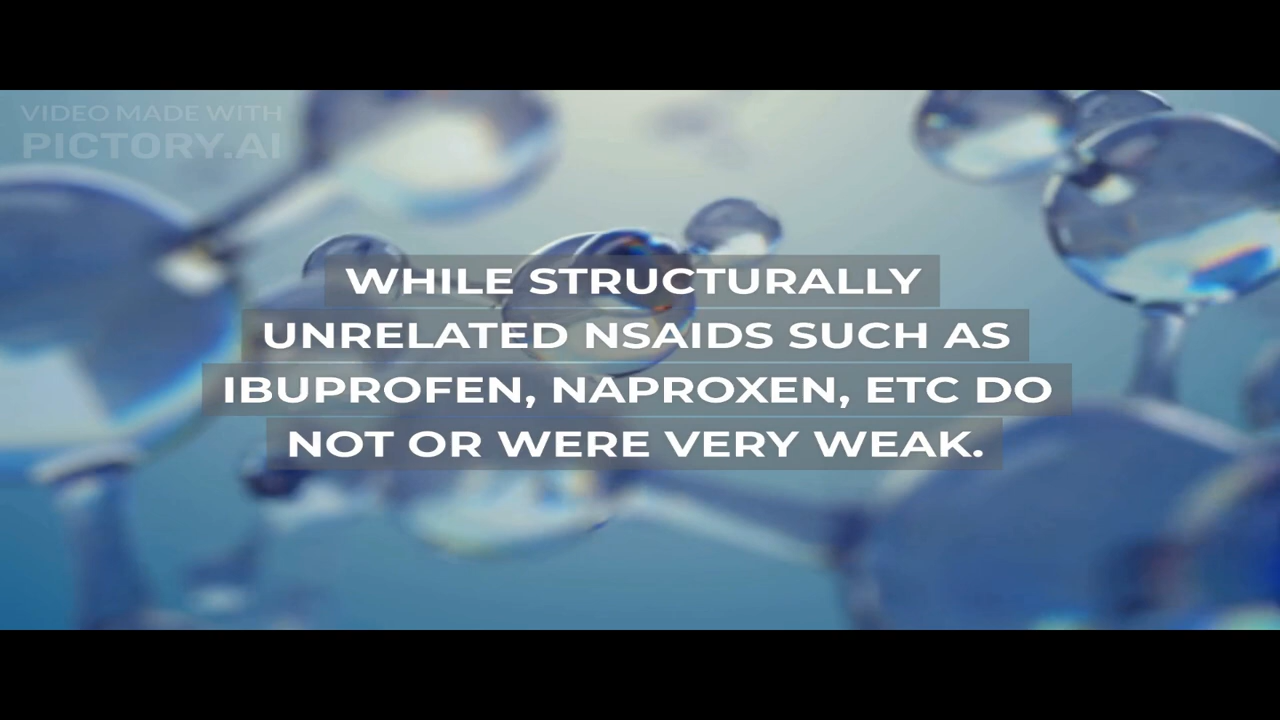 VIDEO MADE WITH
PICTORY.AI
WHILE STRUCTURALLY
UNRELATED NSAIDS SUCH AS
IBUPROFEN, NAPROXEN, ETC DO
NOT OR WERE VERY WEAK.